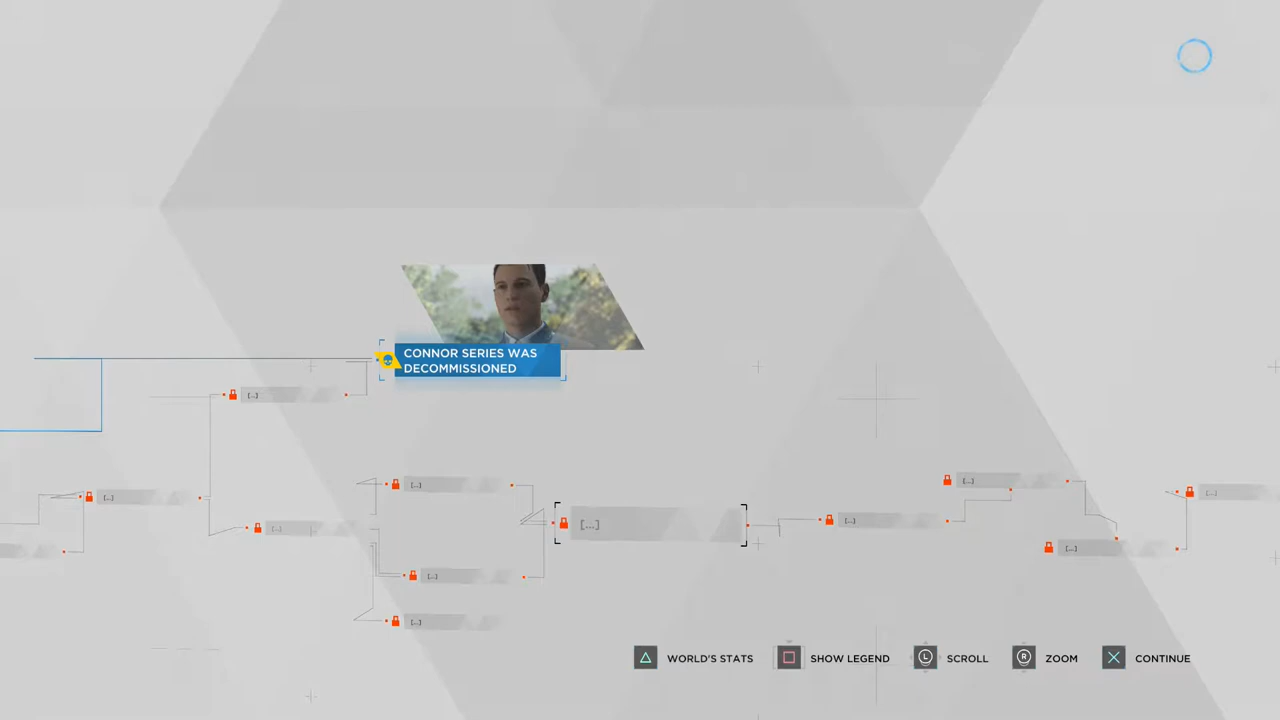 CONNOR SERIES WAS
DECOMMISSIONED
[...]
[...]
[...]
[...]
[...]
[...]
[...]
[...]
[...]
[...]
[...]
[...]
WORLD'S STATS
SHOW LEGEND
L
SCROLL
R
ZOOM
CONTINUE